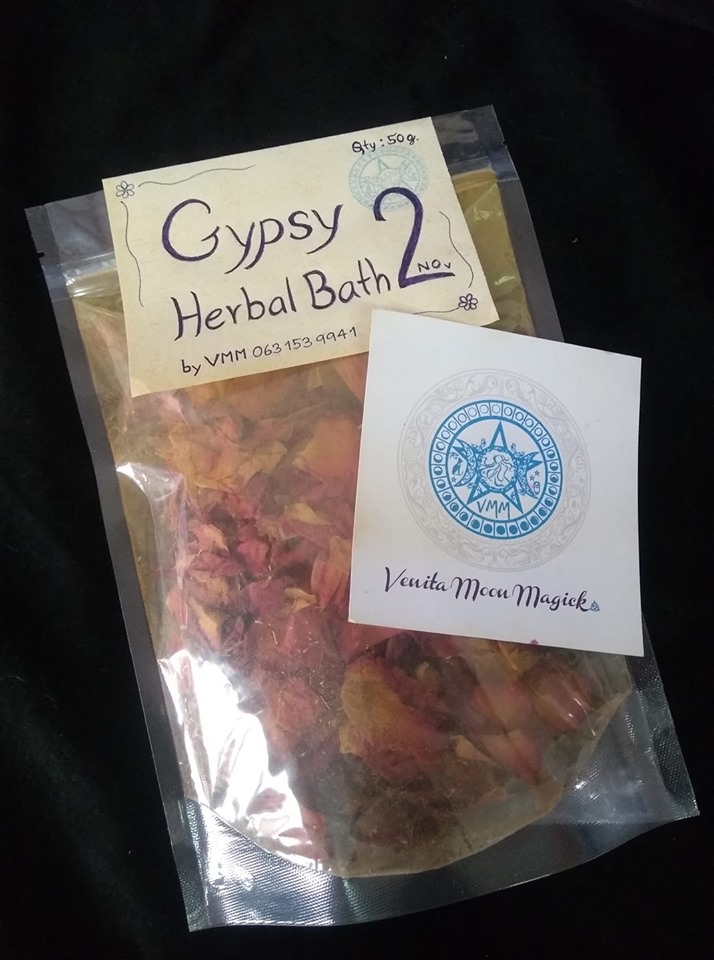 Qty : 50 g.
Gypsy 2
NOV
Herbal Bath
by VMM 063 153 9941
VMM
Venita Moon Magick